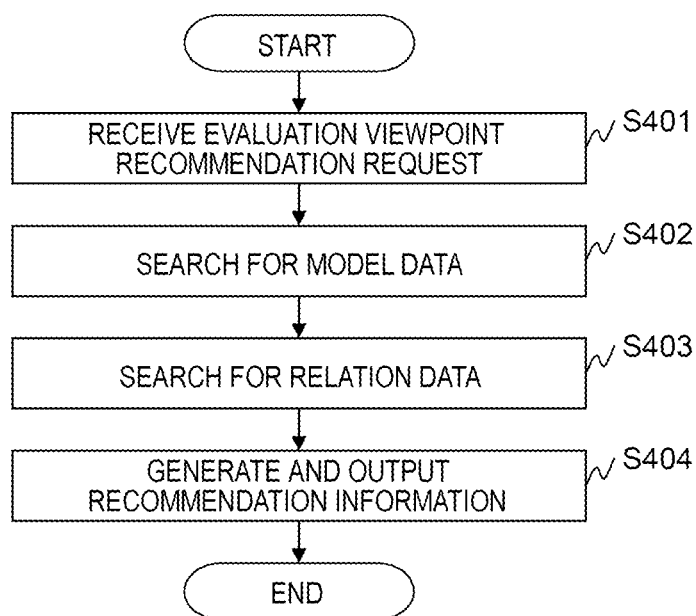 START
RECEIVE EVALUATION VIEWPOINT
RECOMMENDATION REQUEST
S401
SEARCH FOR MODEL DATA
S402
SEARCH FOR RELATION DATA
S403
GENERATE AND OUTPUT
RECOMMENDATION INFORMATION
S404
END